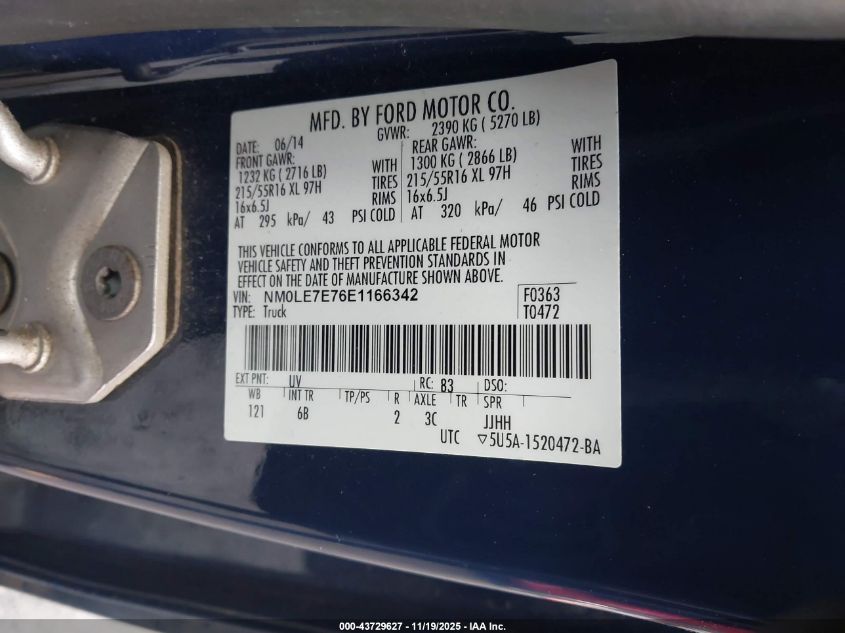 MFD. BY FORD MOTOR CO.
DATE: 06/14 GVWR: 2390 KG ( 5270 LB)
FRONT GAWR: REAR GAWR:
1232 KG ( 2716 LB) WITH 1300 KG ( 2866 LB) WITH
215/55R16 XL 97H TIRES 215/55R16 XL 97H TIRES
16x6.5J RIMS 16x6.5J RIMS
AT 295 kPa/ 43 PSI COLD AT 320 kPa/ 46 PSI COLD
THIS VEHICLE CONFORMS TO ALL APPLICABLE FEDERAL MOTOR
VEHICLE SAFETY AND THEFT PREVENTION STANDARDS IN
EFFECT ON THE DATE OF MANUFACTURE SHOWN ABOVE.
VIN: NM0LE7E76E1166342 F0363
TYPE: Truck T0472
EXT PNT: UV RC: 83 DSO:
WB INT TR TP/PS R AXLE TR SPR
121 6B 2 3C JJHH
UTC ▽5U5A-1520472-BA
000-43729627 - 11/19/2025 - IAA Inc.